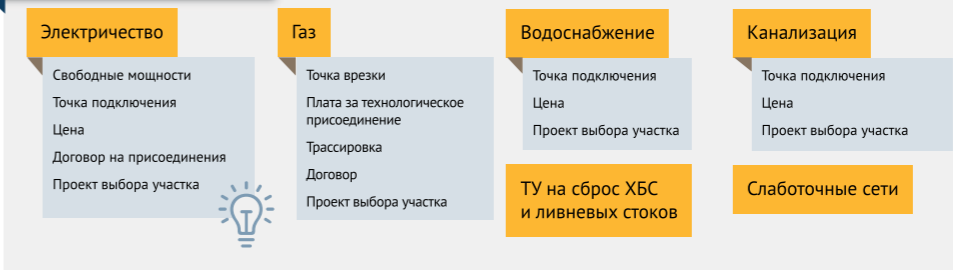 Электричество
Свободные мощности
Точка подключения
Цена
Договор на присоединения
Проект выбора участка
Газ
Точка врезки
Плата за технологическое
присоединение
Трассировка
Договор
Проект выбора участка
Водоснабжение
Точка подключения
Цена
Проект выбора участка
ТУ на сброс ХБС
и ливневых стоков
Канализация
Точка подключения
Цена
Проект выбора участка
Слаботочные сети